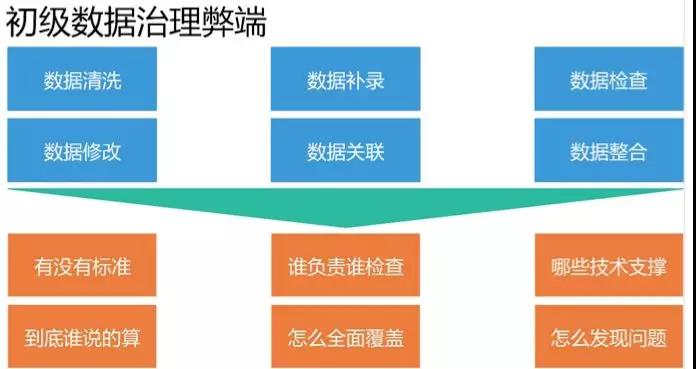 初级数据治理弊端
数据清洗
数据补录
数据检查
数据修改
数据关联
数据整合
有没有标准
谁负责谁检查
哪些技术支撑
到底谁说的算
怎么全面覆盖
怎么发现问题